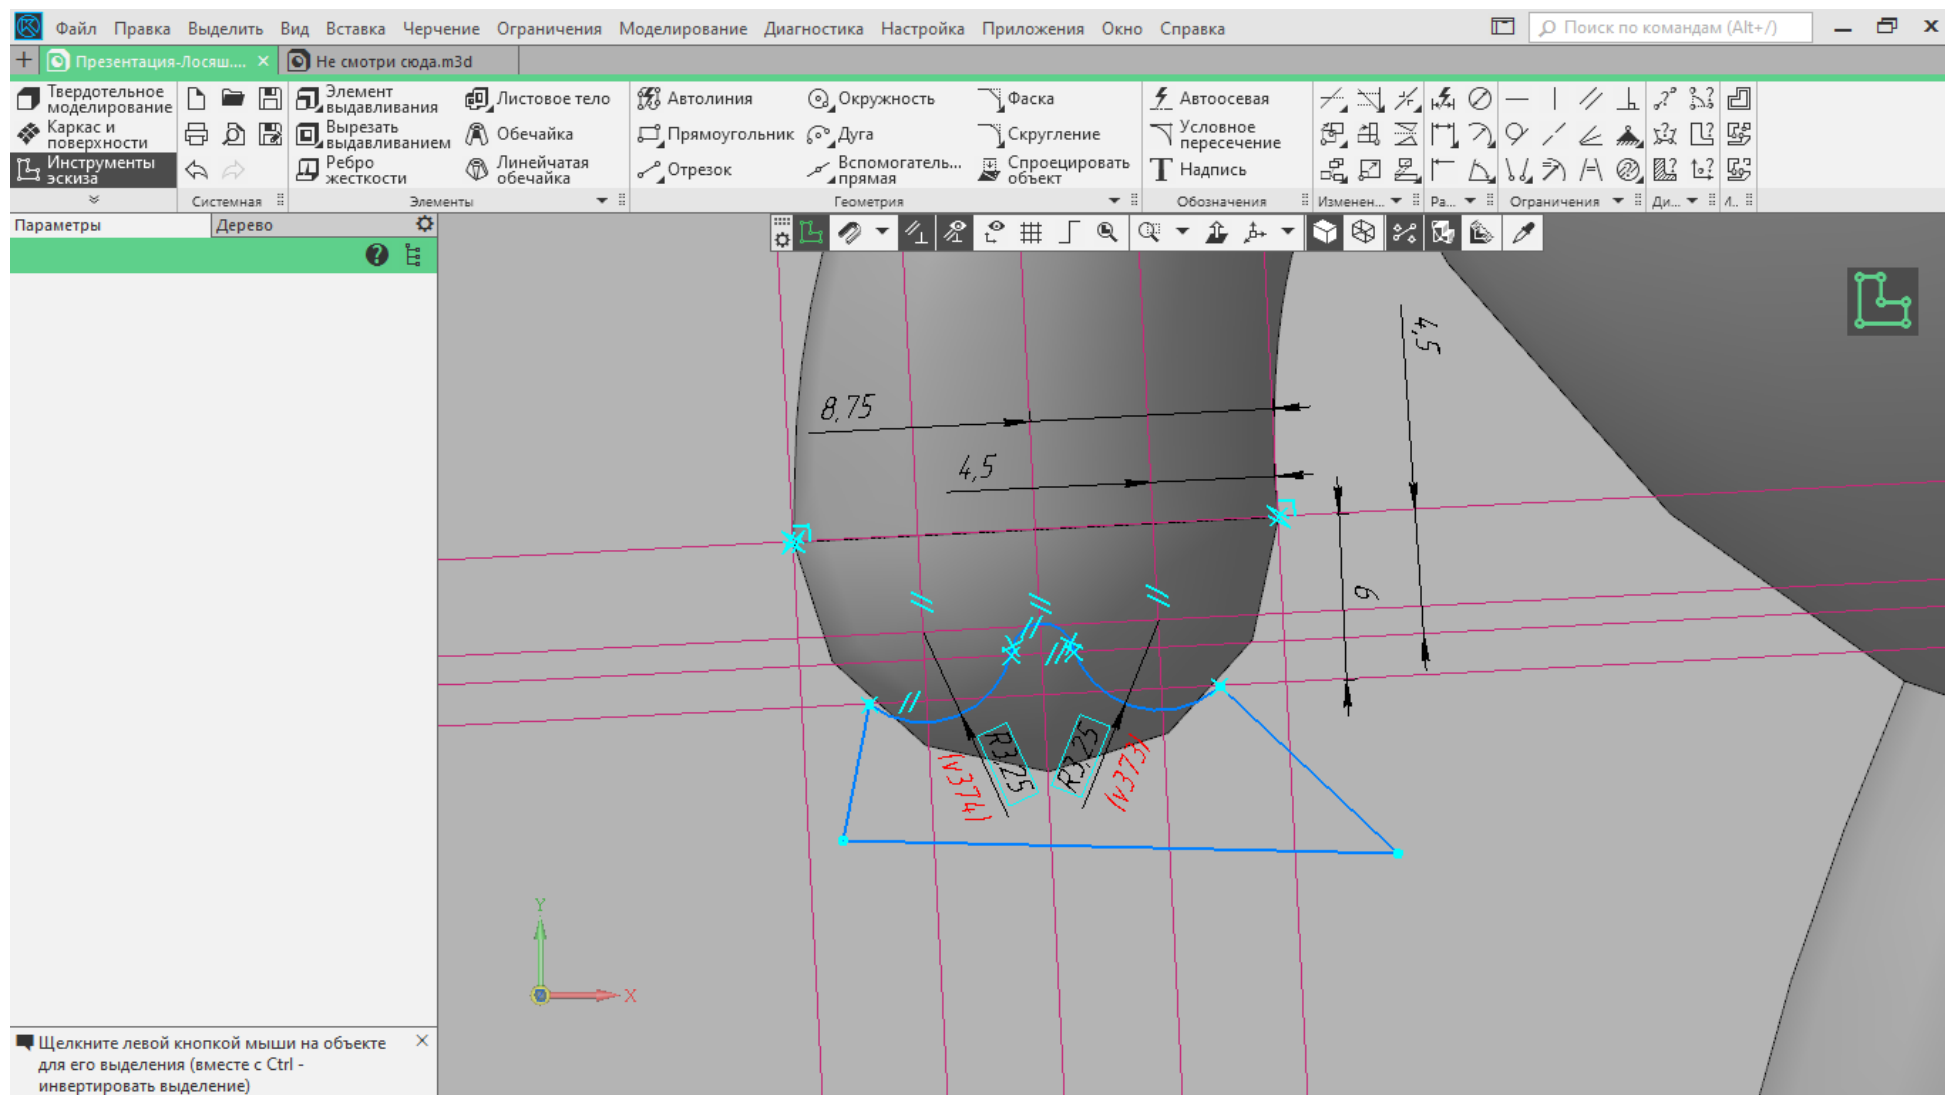 Файл Правка Выделить Вид Вставка Черчение Ограничения Моделирование Диагностика Настройка Приложения Окно Справка
Поиск по командам (Alt+/)
Презентация-Лосяш....
Не смотри сюда.m3d
Твердотельное моделирование
Каркас и поверхности
Инструменты эскиза
Системная
Элемент выдавливания
Вырезать выдавливанием
Ребро жесткости
Листовое тело
Обечайка
Линейчатая обечайка
Элементы
Автолиния
Прямоугольник
Отрезок
Окружность
Дуга
Вспомогатель... прямая
Фаска
Скругление
Спроецировать объект
Геометрия
Автоосевая
Условное пересечение
Надпись
Обозначения
Изменен...
Ра...
Ограничения
Ди...
Параметры
Дерево
4,5
8,75
4,5
6
R3,25
(v374)
R3,25
(v373)
Y
X
Щелкните левой кнопкой мыши на объекте
для его выделения (вместе с Ctrl -
инвертировать выделение)